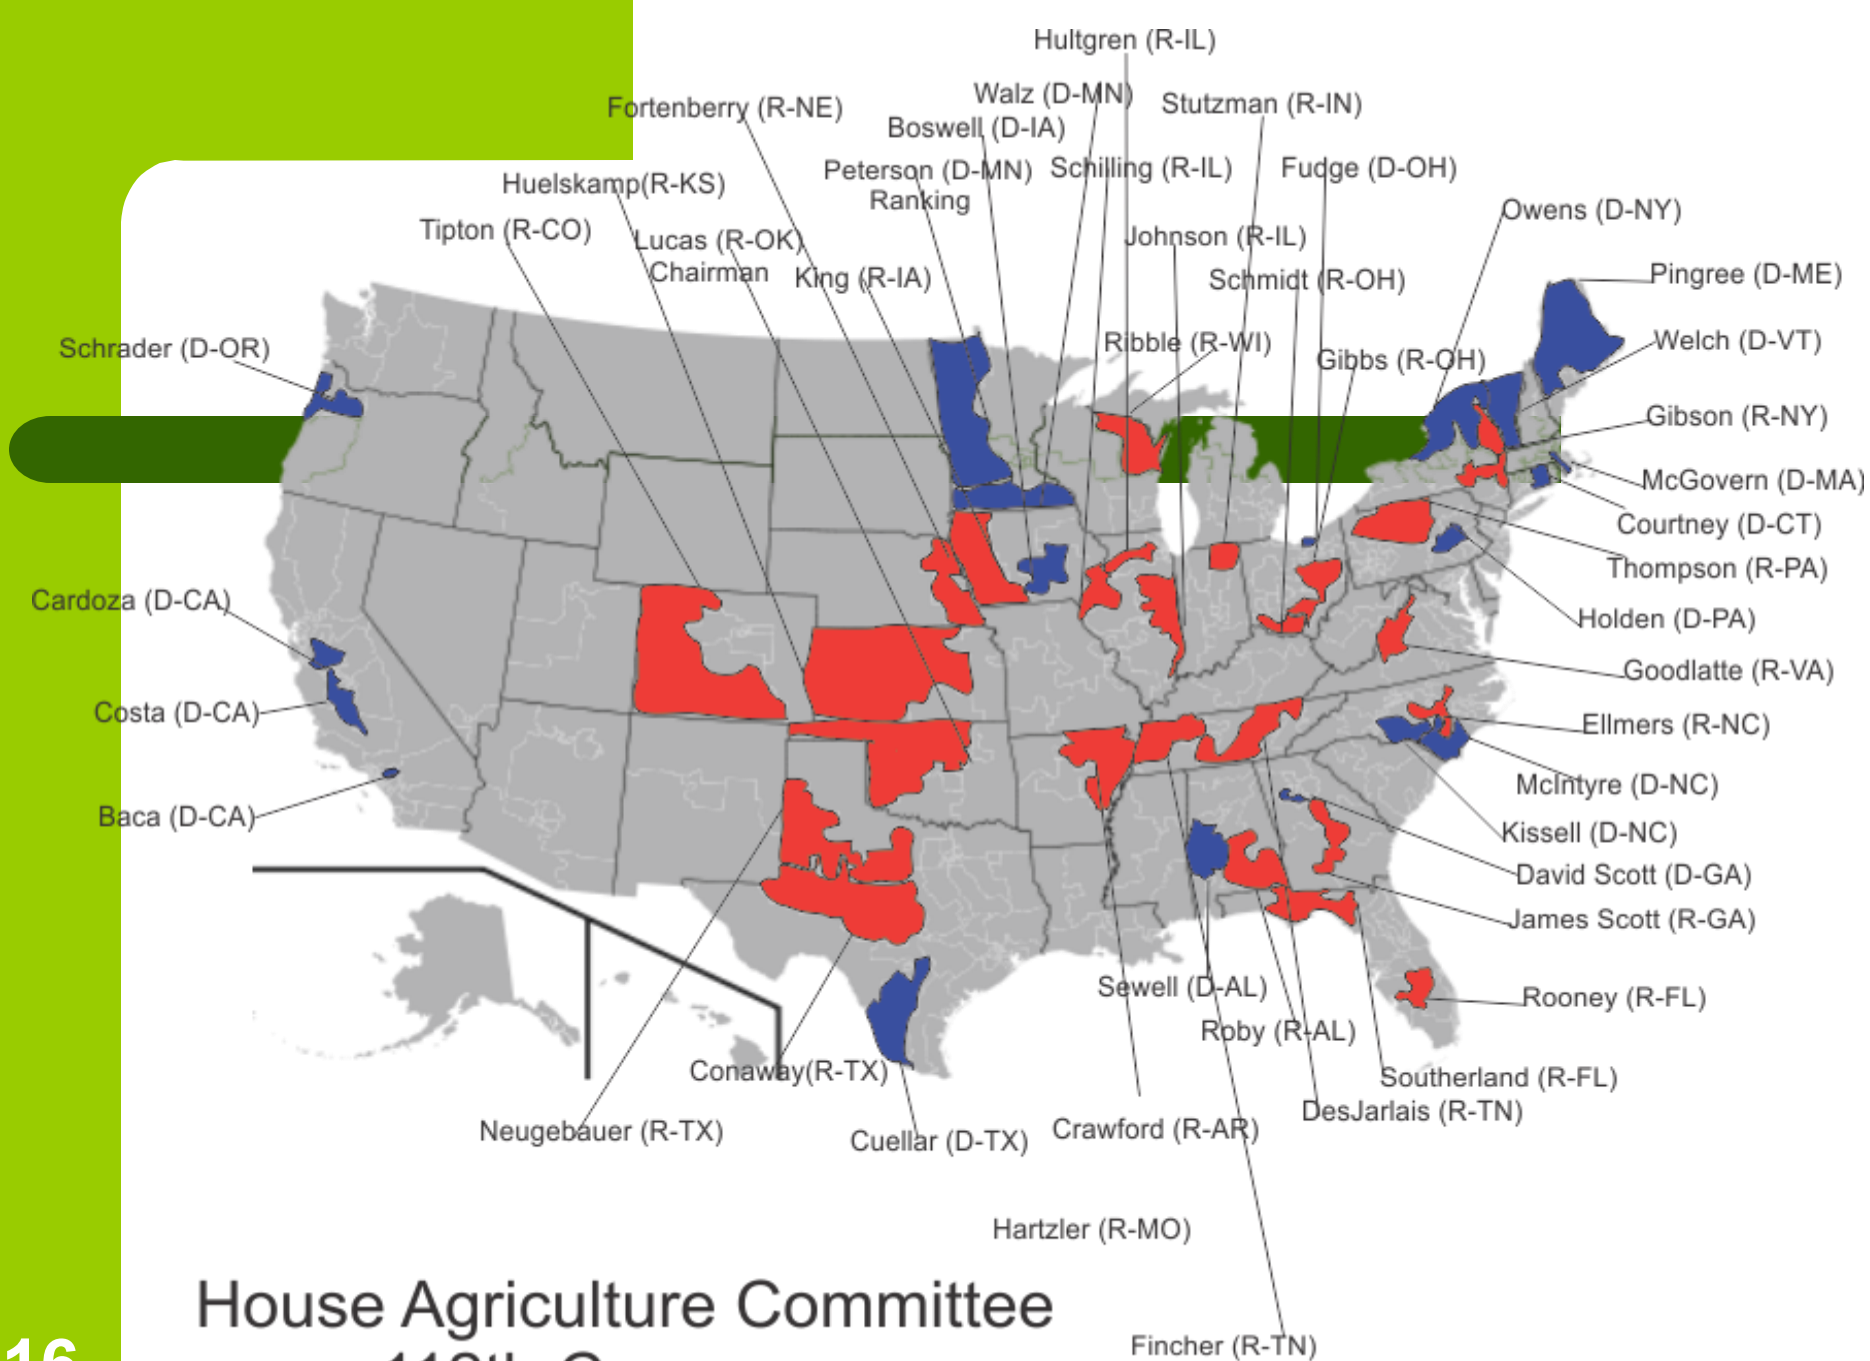 Hultgren (R-IL)
Walz (D-MN)
Stutzman (R-IN)
Fortenberry (R-NE)
Boswell (D-IA)
Peterson (D-MN)
Ranking
Schilling (R-IL)
Fudge (D-OH)
Huelskamp(R-KS)
Owens (D-NY)
Tipton (R-CO)
Lucas (R-OK)
Chairman
King (R-IA)
Johnson (R-IL)
Schmidt (R-OH)
Pingree (D-ME)
Schrader (D-OR)
Ribble (R-WI)
Gibbs (R-OH)
Welch (D-VT)
Gibson (R-NY)
McGovern (D-MA)
Courtney (D-CT)
Thompson (R-PA)
Cardoza (D-CA)
Holden (D-PA)
Goodlatte (R-VA)
Costa (D-CA)
Ellmers (R-NC)
McIntyre (D-NC)
Baca (D-CA)
Kissell (D-NC)
David Scott (D-GA)
James Scott (R-GA)
Sewell (D-AL)
Rooney (R-FL)
Roby (R-AL)
Conaway(R-TX)
Southerland (R-FL)
DesJarlais (R-TN)
Neugebauer (R-TX)
Cuellar (D-TX)
Crawford (R-AR)
Hartzler (R-MO)
House Agriculture Committee
Fincher (R-TN)
16